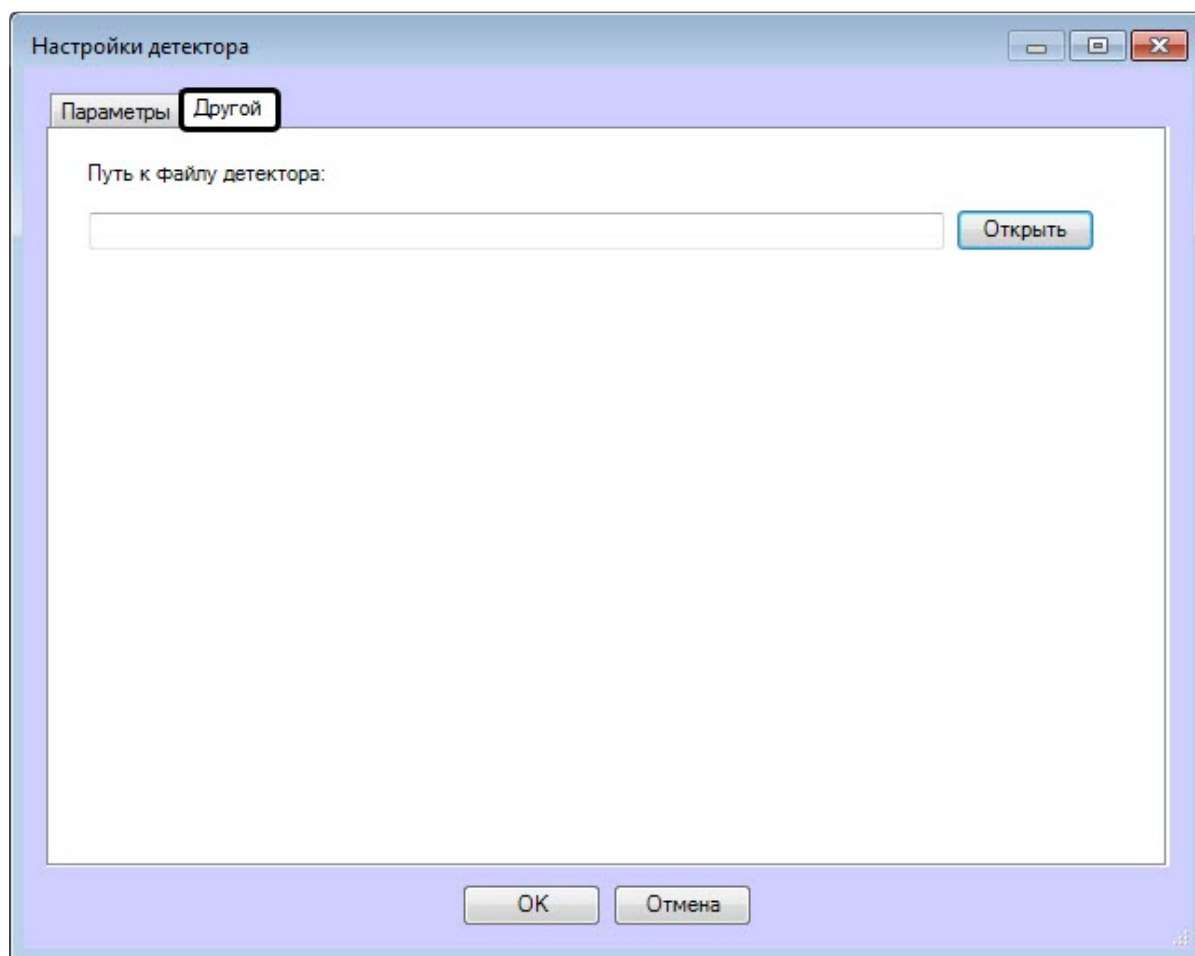 Настройки детектора
Параметры Другой
Путь к файлу детектора:
Открыть
OK Отмена